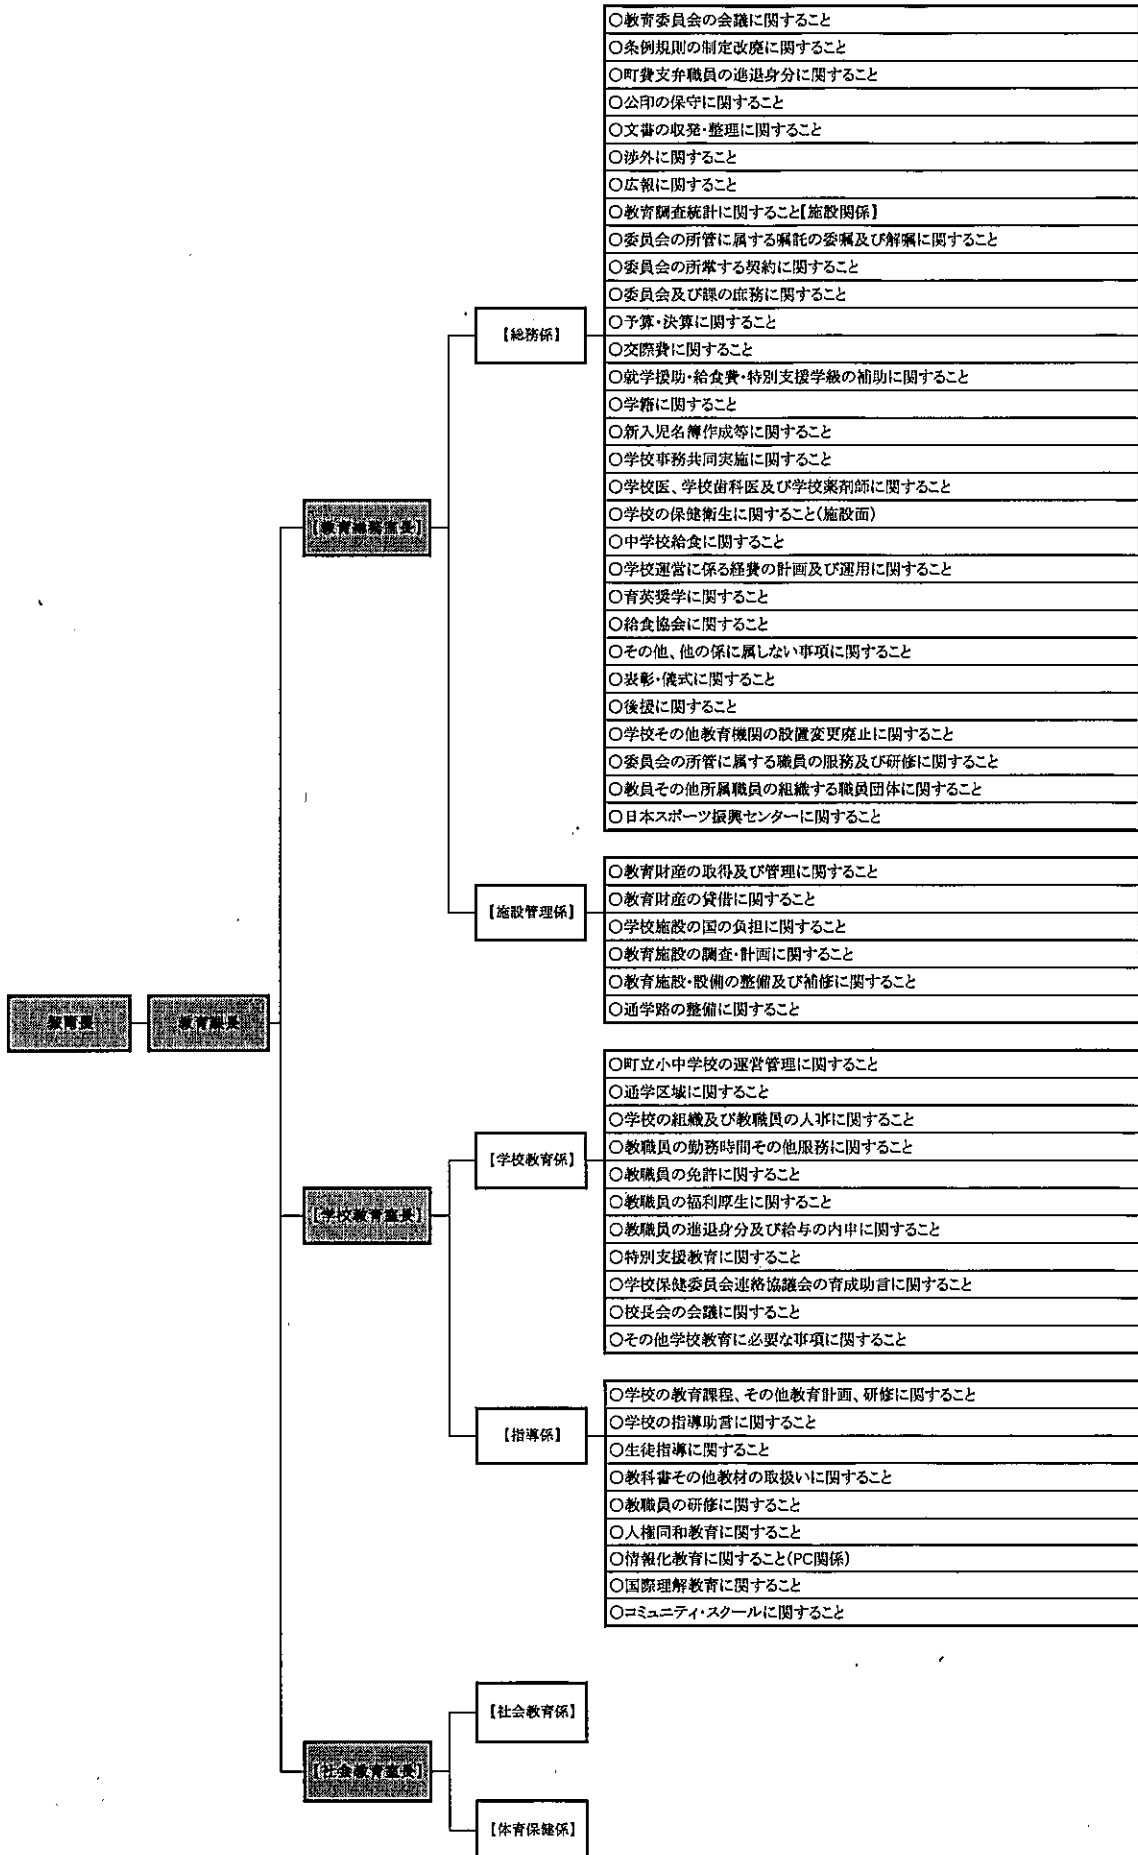 教育長
教育課長
【教育総務室長】
【総務係】
○教育委員会の会議に関すること
○条例規則の制定改廃に関すること
○町費支弁職員の進退身分に関すること
○公印の保守に関すること
○文書の収発・整理に関すること
○渉外に関すること
○広報に関すること
○教育調査統計に関すること【施設関係】
○委員会の所管に属する嘱託の委嘱及び解嘱に関すること
○委員会の所掌する契約に関すること
○委員会及び課の庶務に関すること
○予算・決算に関すること
○交際費に関すること
○就学援助・給食費・特別支援学級の補助に関すること
○学籍に関すること
○新入児名簿作成等に関すること
○学校事務共同実施に関すること
○学校医、学校歯科医及び学校薬剤師に関すること
○学校の保健衛生に関すること(施設面)
○中学校給食に関すること
○学校運営に係る経費の計画及び運用に関すること
○育英奨学に関すること
○給食協会に関すること
○その他、他の係に属しない事項に関すること
○表彰・儀式に関すること
○後援に関すること
○学校その他教育機関の設置変更廃止に関すること
○委員会の所管に属する職員の服務及び研修に関すること
○教員その他所属職員の組織する職員団体に関すること
○日本スポーツ振興センターに関すること
【施設管理係】
○教育財産の取得及び管理に関すること
○教育財産の貸借に関すること
○学校施設の国の負担に関すること
○教育施設の調査・計画に関すること
○教育施設・設備の整備及び補修に関すること
○通学路の整備に関すること
【学校教育室長】
【学校教育係】
○町立小中学校の運営管理に関すること
○通学区域に関すること
○学校の組織及び教職員の人事に関すること
○教職員の勤務時間その他服務に関すること
○教職員の免許に関すること
○教職員の福利厚生に関すること
○教職員の進退身分及び給与の内申に関すること
○特別支援教育に関すること
○学校保健委員会連絡協議会の育成助言に関すること
○校長会の会議に関すること
○その他学校教育に必要な事項に関すること
【指導係】
○学校の教育課程、その他教育計画、研修に関すること
○学校の指導助言に関すること
○生徒指導に関すること
○教科書その他教材の取扱いに関すること
○教職員の研修に関すること
○人権同和教育に関すること
○情報化教育に関すること(PC関係)
○国際理解教育に関すること
○コミュニティ・スクールに関すること
【社会教育室長】
【社会教育係】
【体育保健係】